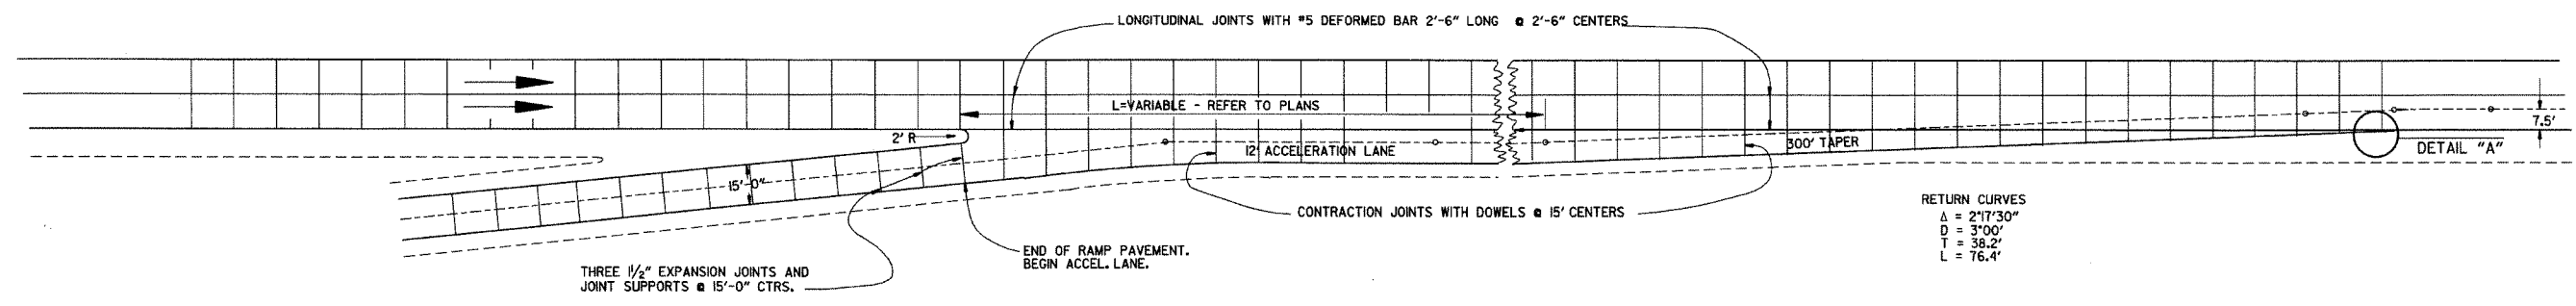 LONGITUDINAL JOINTS WITH #5 DEFORMED BAR 2'-6" LONG @ 2'-6" CENTERS
L=VARIABLE - REFER TO PLANS
2' R
12' ACCELERATION LANE
300' TAPER
7.5'
DETAIL "A"
15'-0"
CONTRACTION JOINTS WITH DOWELS @ 15' CENTERS
RETURN CURVES
Δ = 2°17'30"
D = 3°00'
T = 38.2'
L = 76.4'
END OF RAMP PAVEMENT.
BEGIN ACCEL. LANE.
THREE 1½" EXPANSION JOINTS AND
JOINT SUPPORTS @ 15'-0" CTRS.